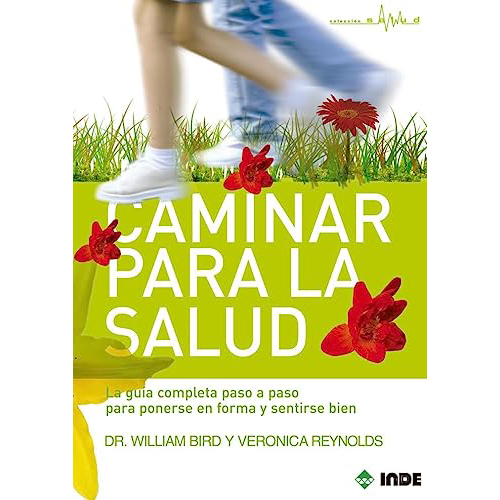 colección salud
CAMINAR
PARA LA
SALUD
La guía completa paso a paso
para ponerse en forma y sentirse bien
DR. WILLIAM BIRD Y VERONICA REYNOLDS
INDE